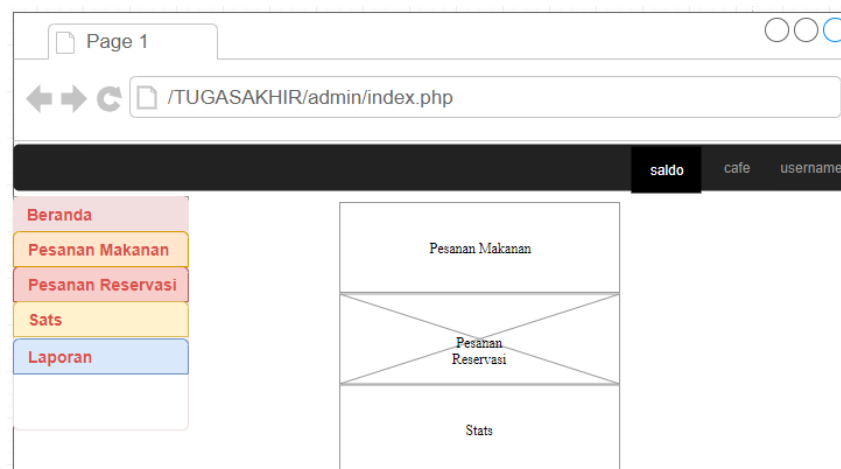 Page 1
/TUGASAKHIR/admin/index.php
saldo cafe username
Beranda
Pesanan Makanan
Pesanan Reservasi
Sats
Laporan
Pesanan Makanan
Pesanan
Reservasi
Stats